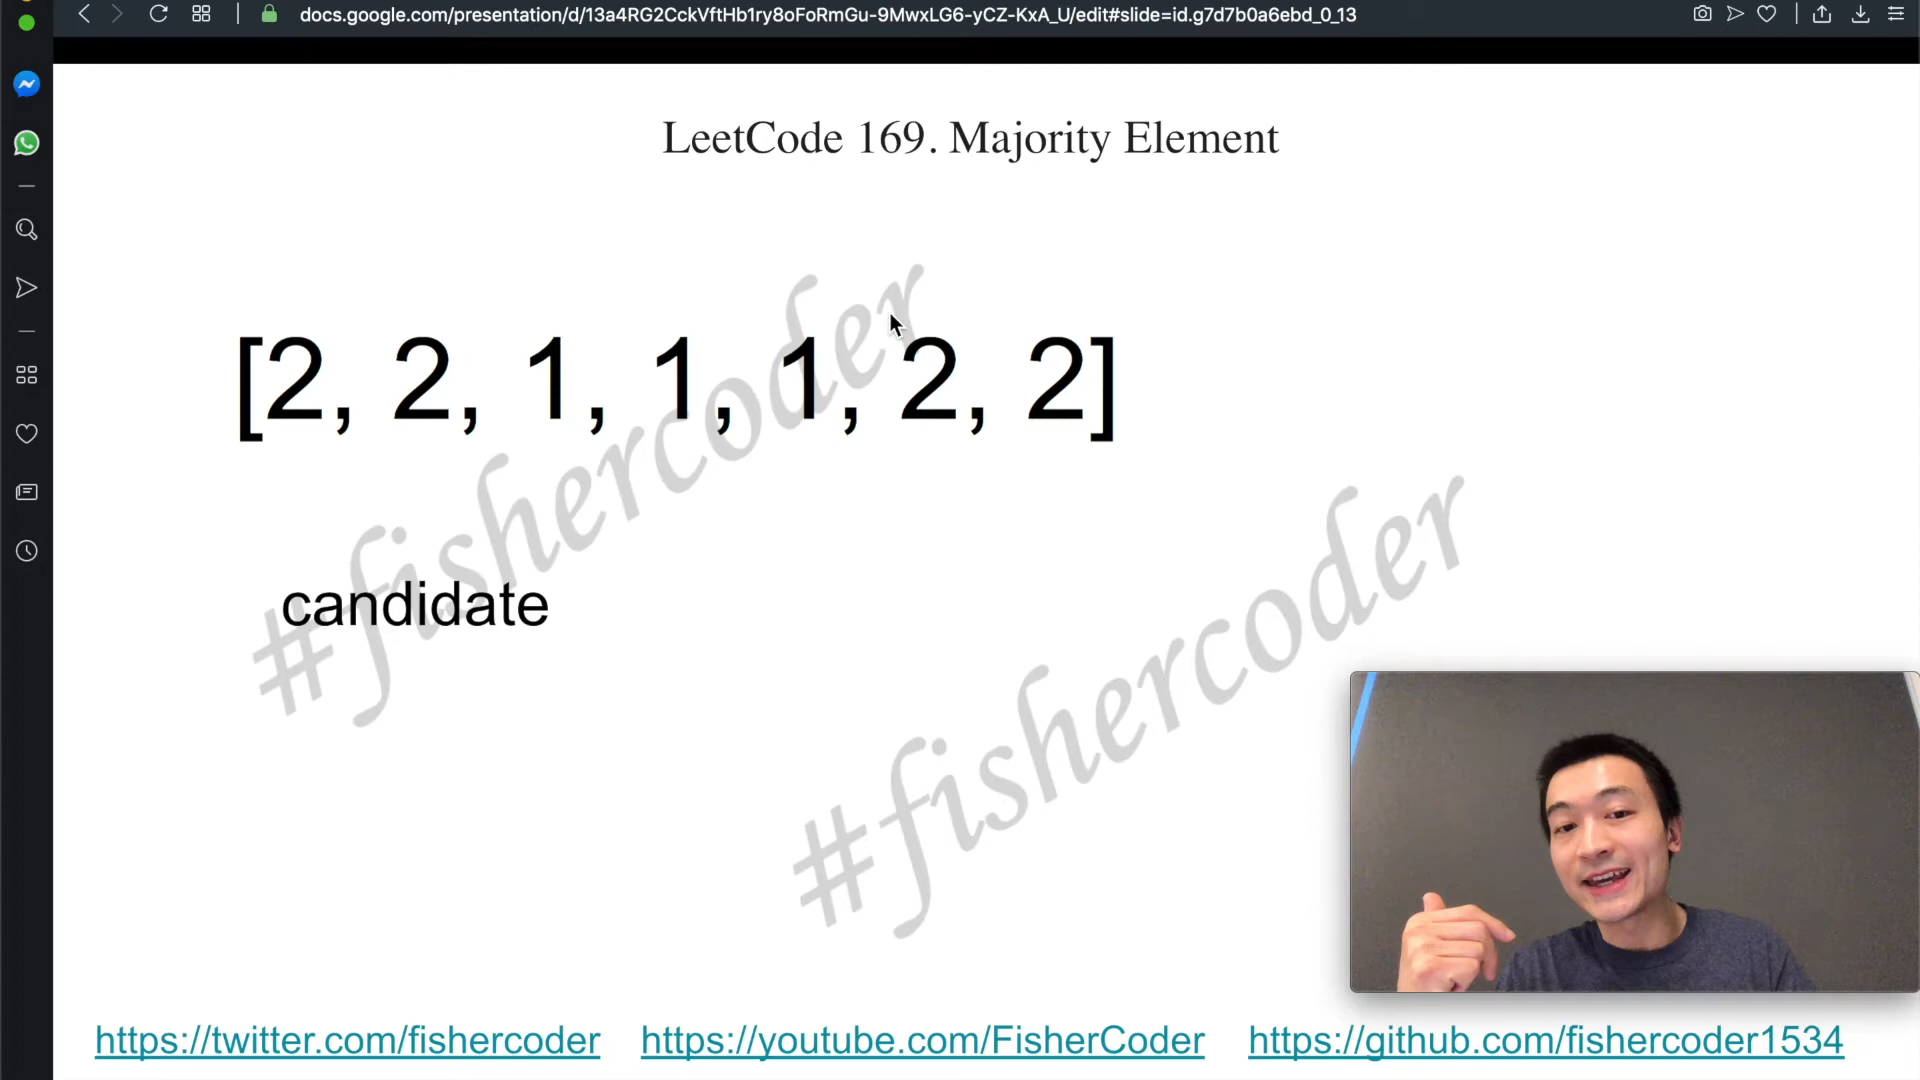 docs.google.com/presentation/d/13a4RG2CckVftHb1ry8oFoRmGu-9MwxLG6-yCZ-KxA_U/edit#slide=id.g7d7b0a6ebd_0_13
LeetCode 169. Majority Element
[2, 2, 1, 1, 1, 2, 2]
#fishercoder
candidate
#fishercoder
https://twitter.com/fishercoder https://youtube.com/FisherCoder https://github.com/fishercoder1534